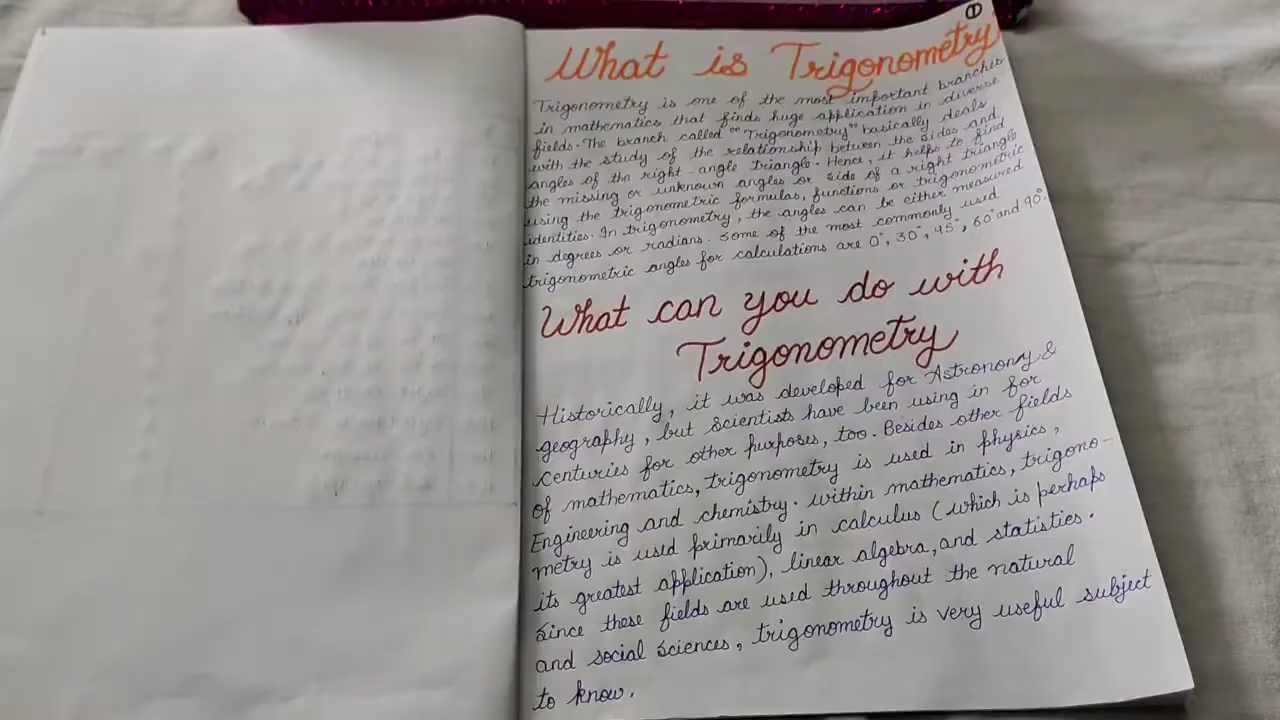 1
What is Trigonometry
Trigonometry is one of the most important branches
in mathematics that finds huge application in diverse
fields. The branch called "Trigonometry" basically deals
with the study of the relationship between the sides and
angles of the right-angle triangle. Hence, it helps to find
the missing or unknown angles or side of a right triangle
using the trigonometric formulas, functions or trigonometric
identities. In trigonometry, the angles can be either measured
in degrees or radians. Some of the most commonly used
trigonometric angles for calculations are 0°, 30°, 45°, 60° and 90°.
What can you do with
Trigonometry
Historically, it was developed for Astronomy &
geography, but scientists have been using in for
centuries for other purposes, too. Besides other fields
of mathematics, trigonometry is used in physics,
Engineering and chemistry. within mathematics, trigono-
metry is used primarily in calculus (which is perhaps
its greatest application), linear algebra, and statistics.
Since these fields are used throughout the natural
and social sciences, trigonometry is very useful subject
to know.